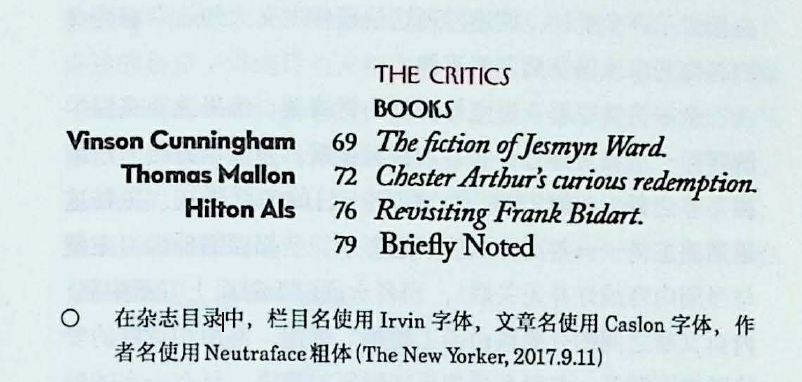 THE CRITICS
BOOKS
Vinson Cunningham 69 The fiction of Jesmyn Ward.
Thomas Mallon 72 Chester Arthur's curious redemption.
Hilton Als 76 Revisiting Frank Bidart.
79 Briefly Noted
○ 在杂志目录中，栏目名使用 Irvin 字体，文章名使用 Caslon 字体，作
者名使用 Neutraface 粗体 (The New Yorker, 2017.9.11)